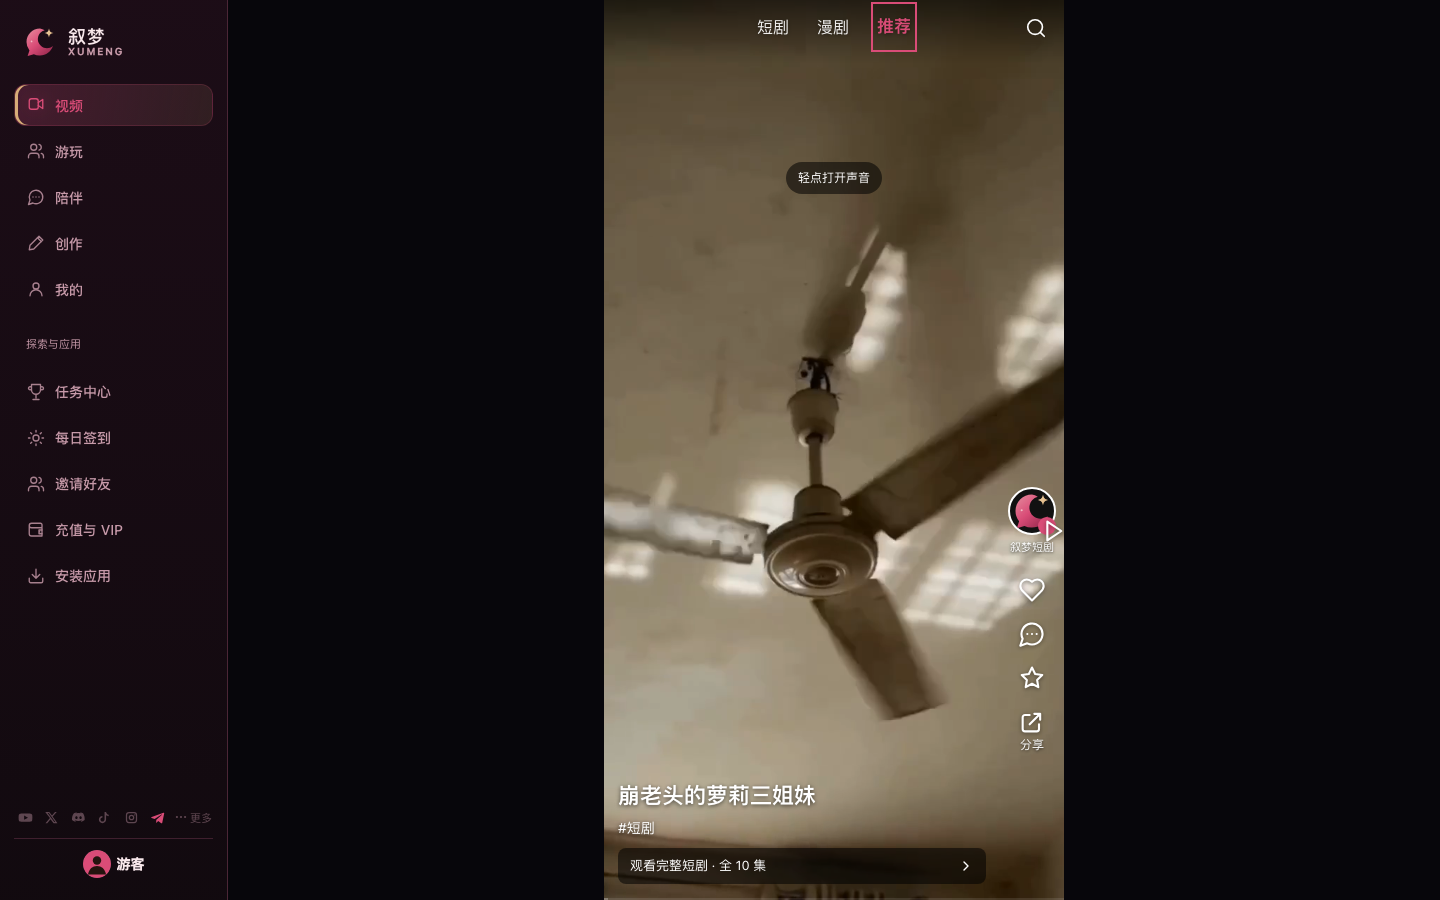 叙梦
XUMENG
视频
游玩
陪伴
创作
我的
探索与应用
任务中心
每日签到
邀请好友
充值与 VIP
安装应用
更多
游客
短剧
漫剧
推荐
轻点打开声音
叙梦短剧
分享
崩老头的萝莉三姐妹
#短剧
观看完整短剧 · 全 10 集